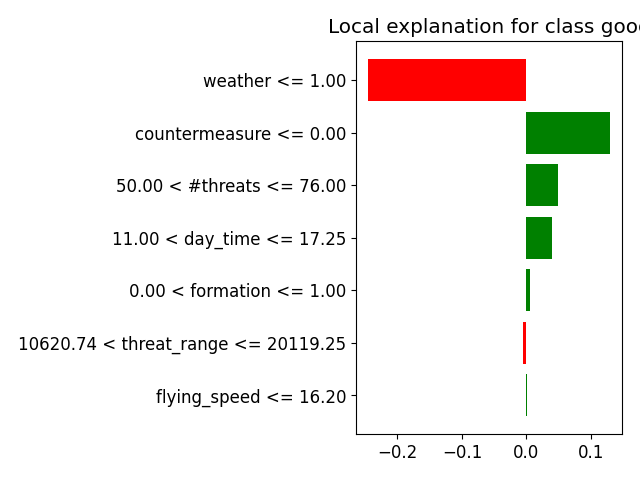 Local explanation for class good
weather <= 1.00
countermeasure <= 0.00
50.00 < #threats <= 76.00
11.00 < day_time <= 17.25
0.00 < formation <= 1.00
10620.74 < threat_range <= 20119.25
flying_speed <= 16.20
−0.2 −0.1 0.0 0.1